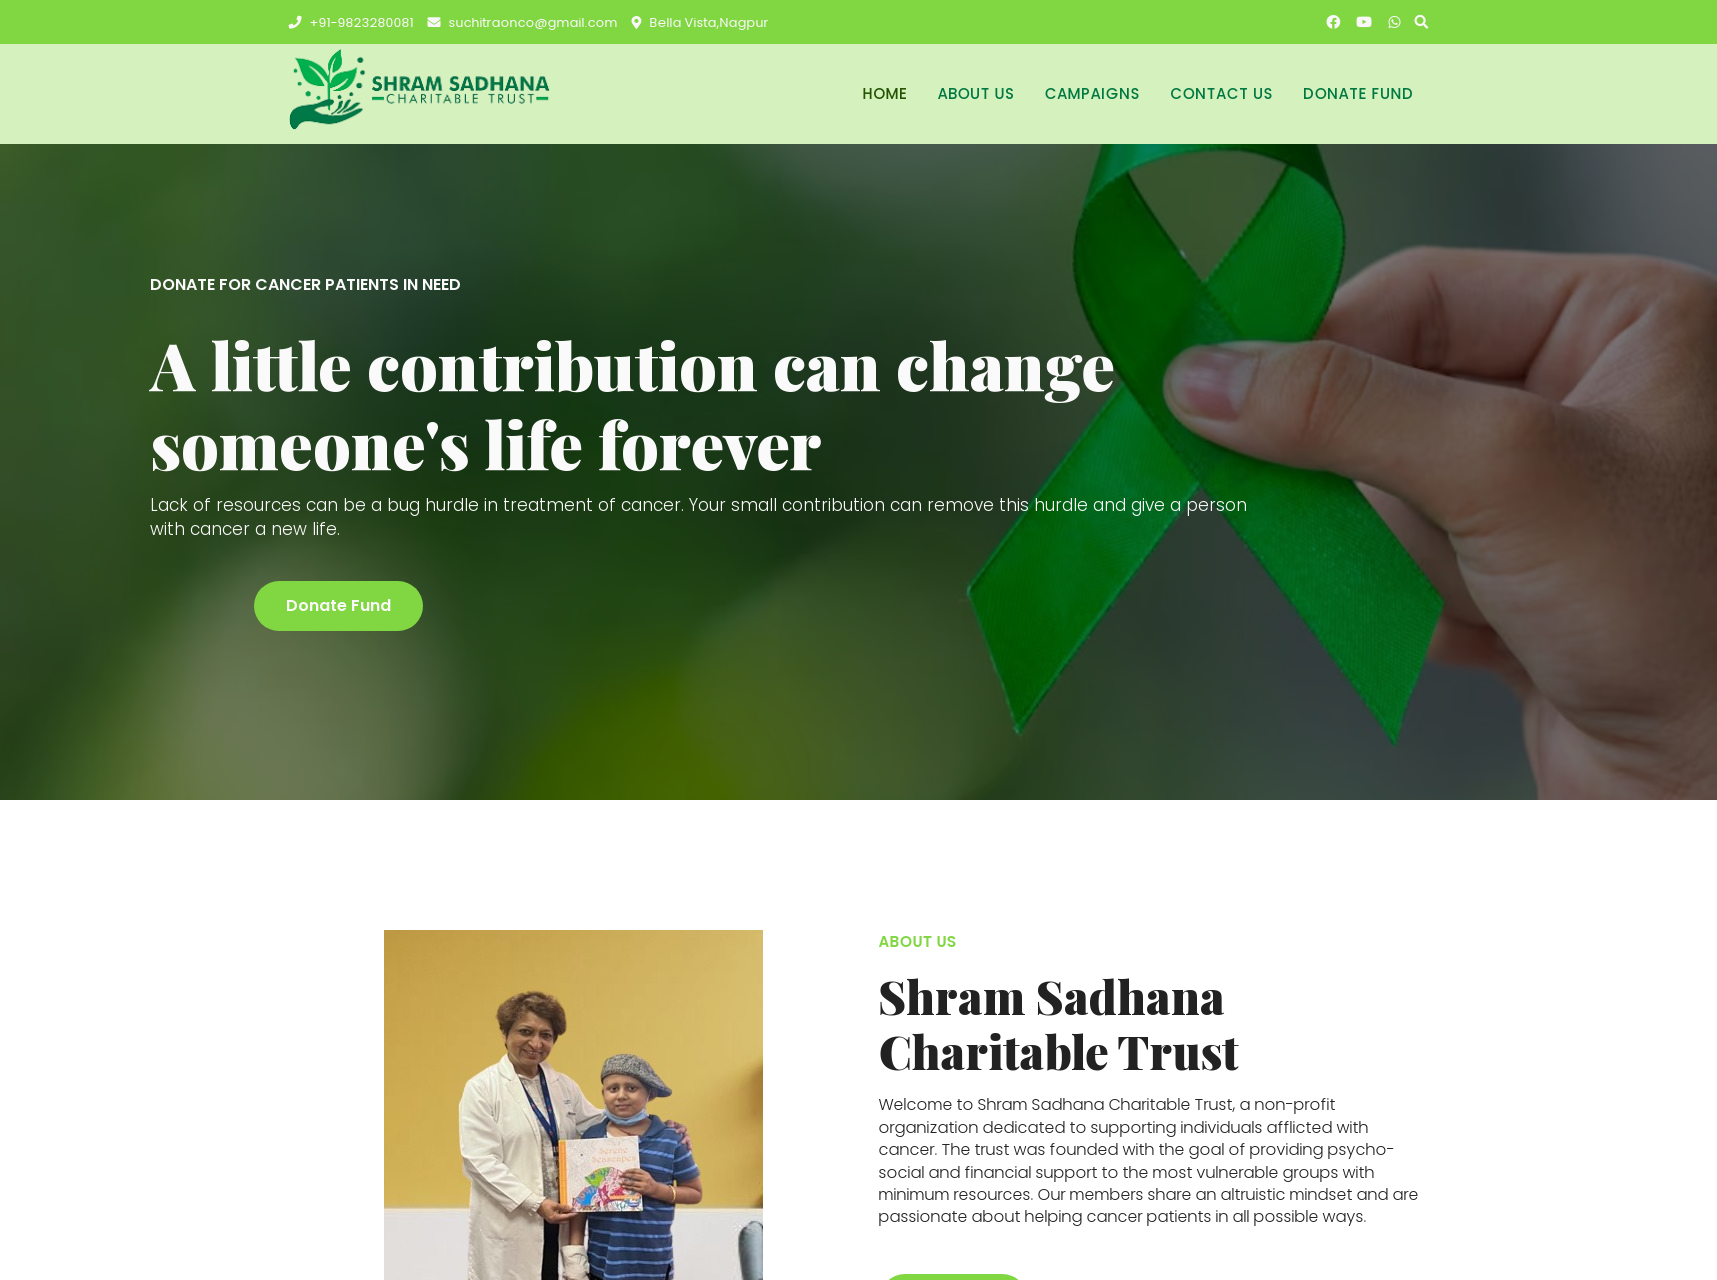 +91-9823280081 suchitraonco@gmail.com Bella Vista,Nagpur
SHRAM SADHANA
CHARITABLE TRUST
HOME ABOUT US CAMPAIGNS CONTACT US DONATE FUND
DONATE FOR CANCER PATIENTS IN NEED
A little contribution can change
someone's life forever
Lack of resources can be a bug hurdle in treatment of cancer. Your small contribution can remove this hurdle and give a person
with cancer a new life.
Donate Fund
ABOUT US
Shram Sadhana
Charitable Trust
Welcome to Shram Sadhana Charitable Trust, a non-profit
organization dedicated to supporting individuals afflicted with
cancer. The trust was founded with the goal of providing psycho-
social and financial support to the most vulnerable groups with
minimum resources. Our members share an altruistic mindset and are
passionate about helping cancer patients in all possible ways.
Serene